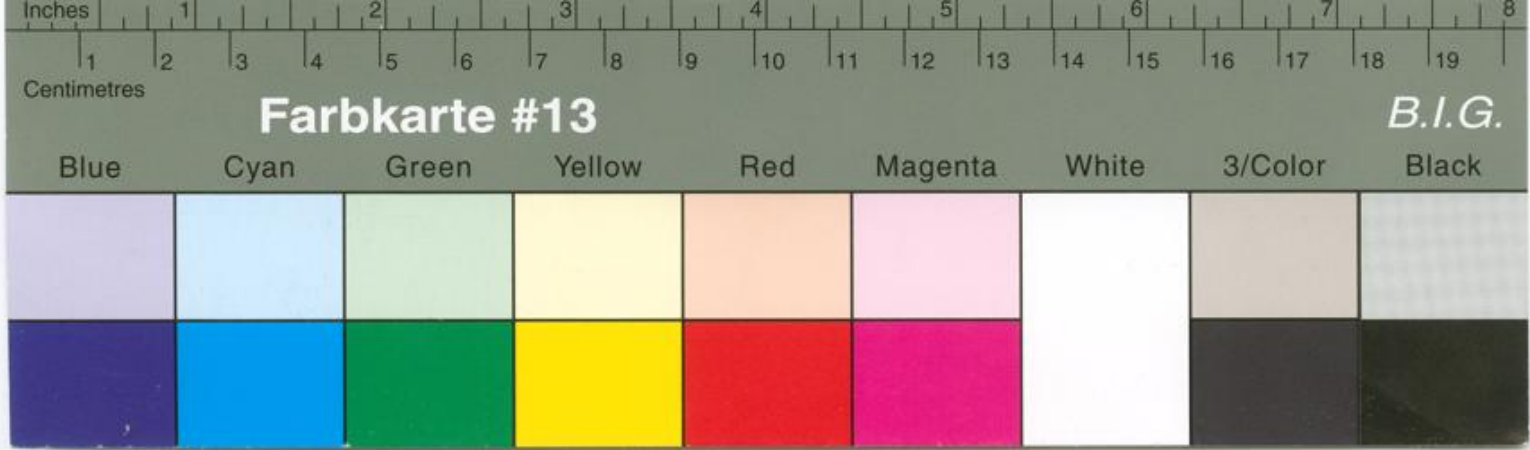 Inches 1 2 3 4 5 6 7 8
1 2 3 4 5 6 7 8 9 10 11 12 13 14 15 16 17 18 19
Centimetres
Farbkarte #13 B.I.G.
Blue Cyan Green Yellow Red Magenta White 3/Color Black